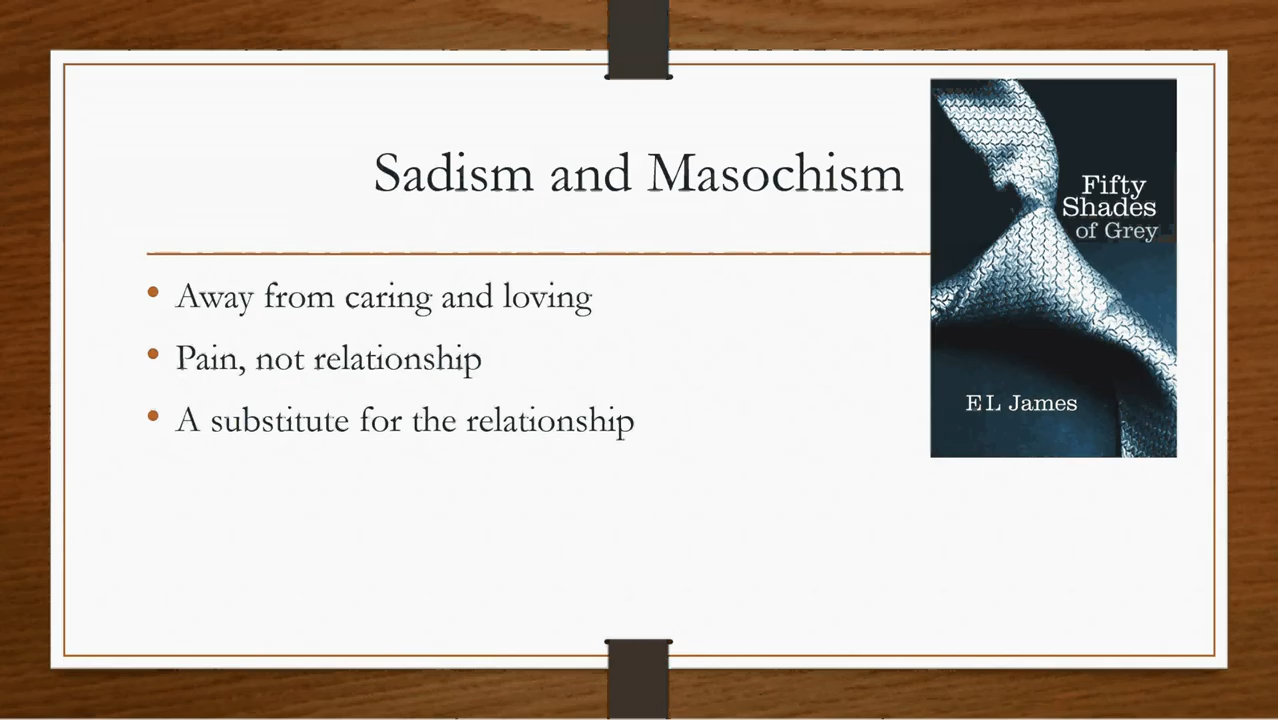 Sadism and Masochism
Away from caring and loving
Pain, not relationship
A substitute for the relationship
Fifty
Shades
of Grey
E L James